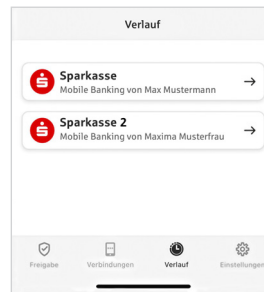 Verlauf
Sparkasse
Mobile Banking von Max Mustermann
Sparkasse 2
Mobile Banking von Maxima Musterfrau
Freigabe Verbindungen Verlauf Einstellungen